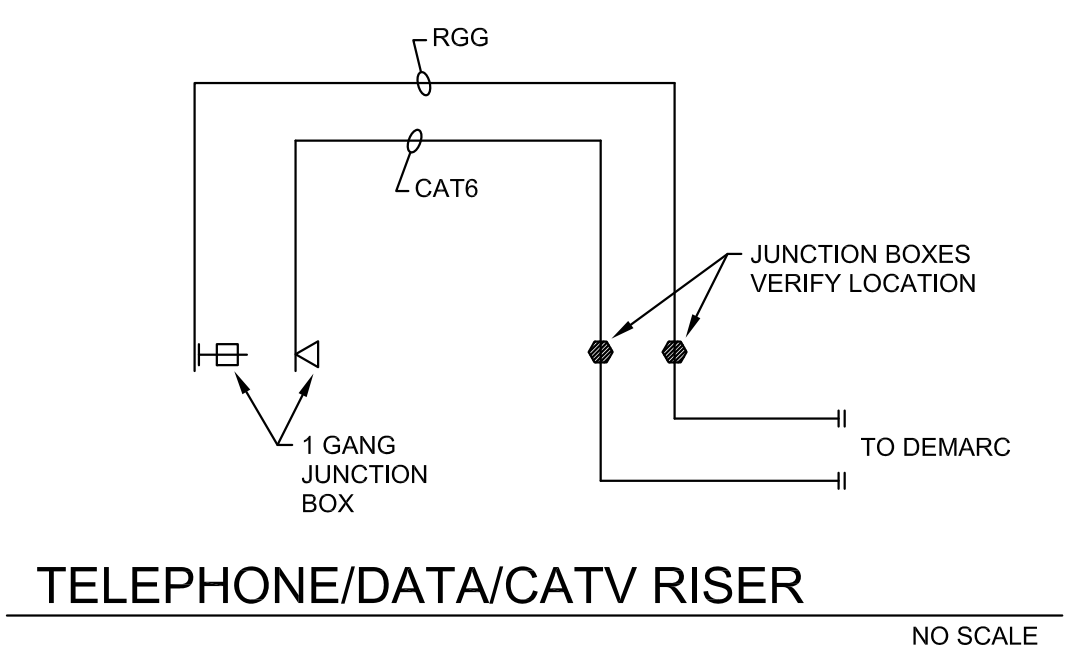 RGG
CAT6
JUNCTION BOXES
VERIFY LOCATION
1 GANG
JUNCTION
BOX
TO DEMARC
TELEPHONE/DATA/CATV RISER
NO SCALE